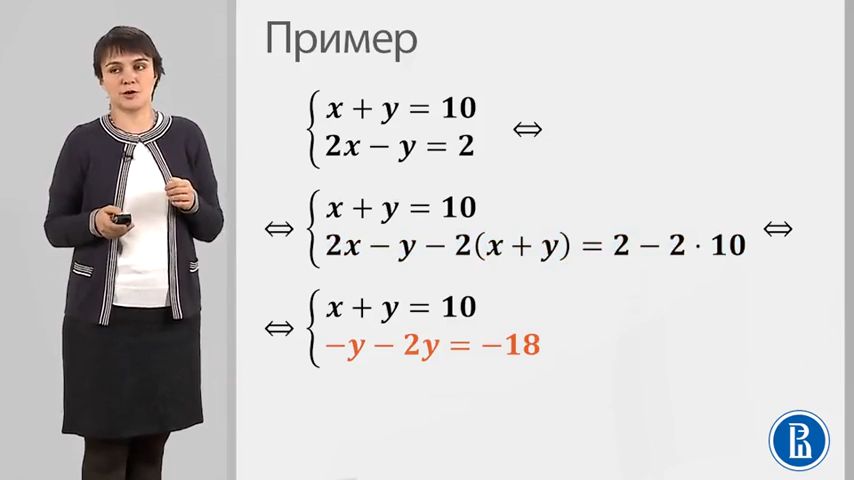 Пример
x + y = 10
2x − y = 2 ⇔
⇔ x + y = 10
2x − y − 2(x + y) = 2 − 2 · 10 ⇔
⇔ x + y = 10
−y − 2y = −18